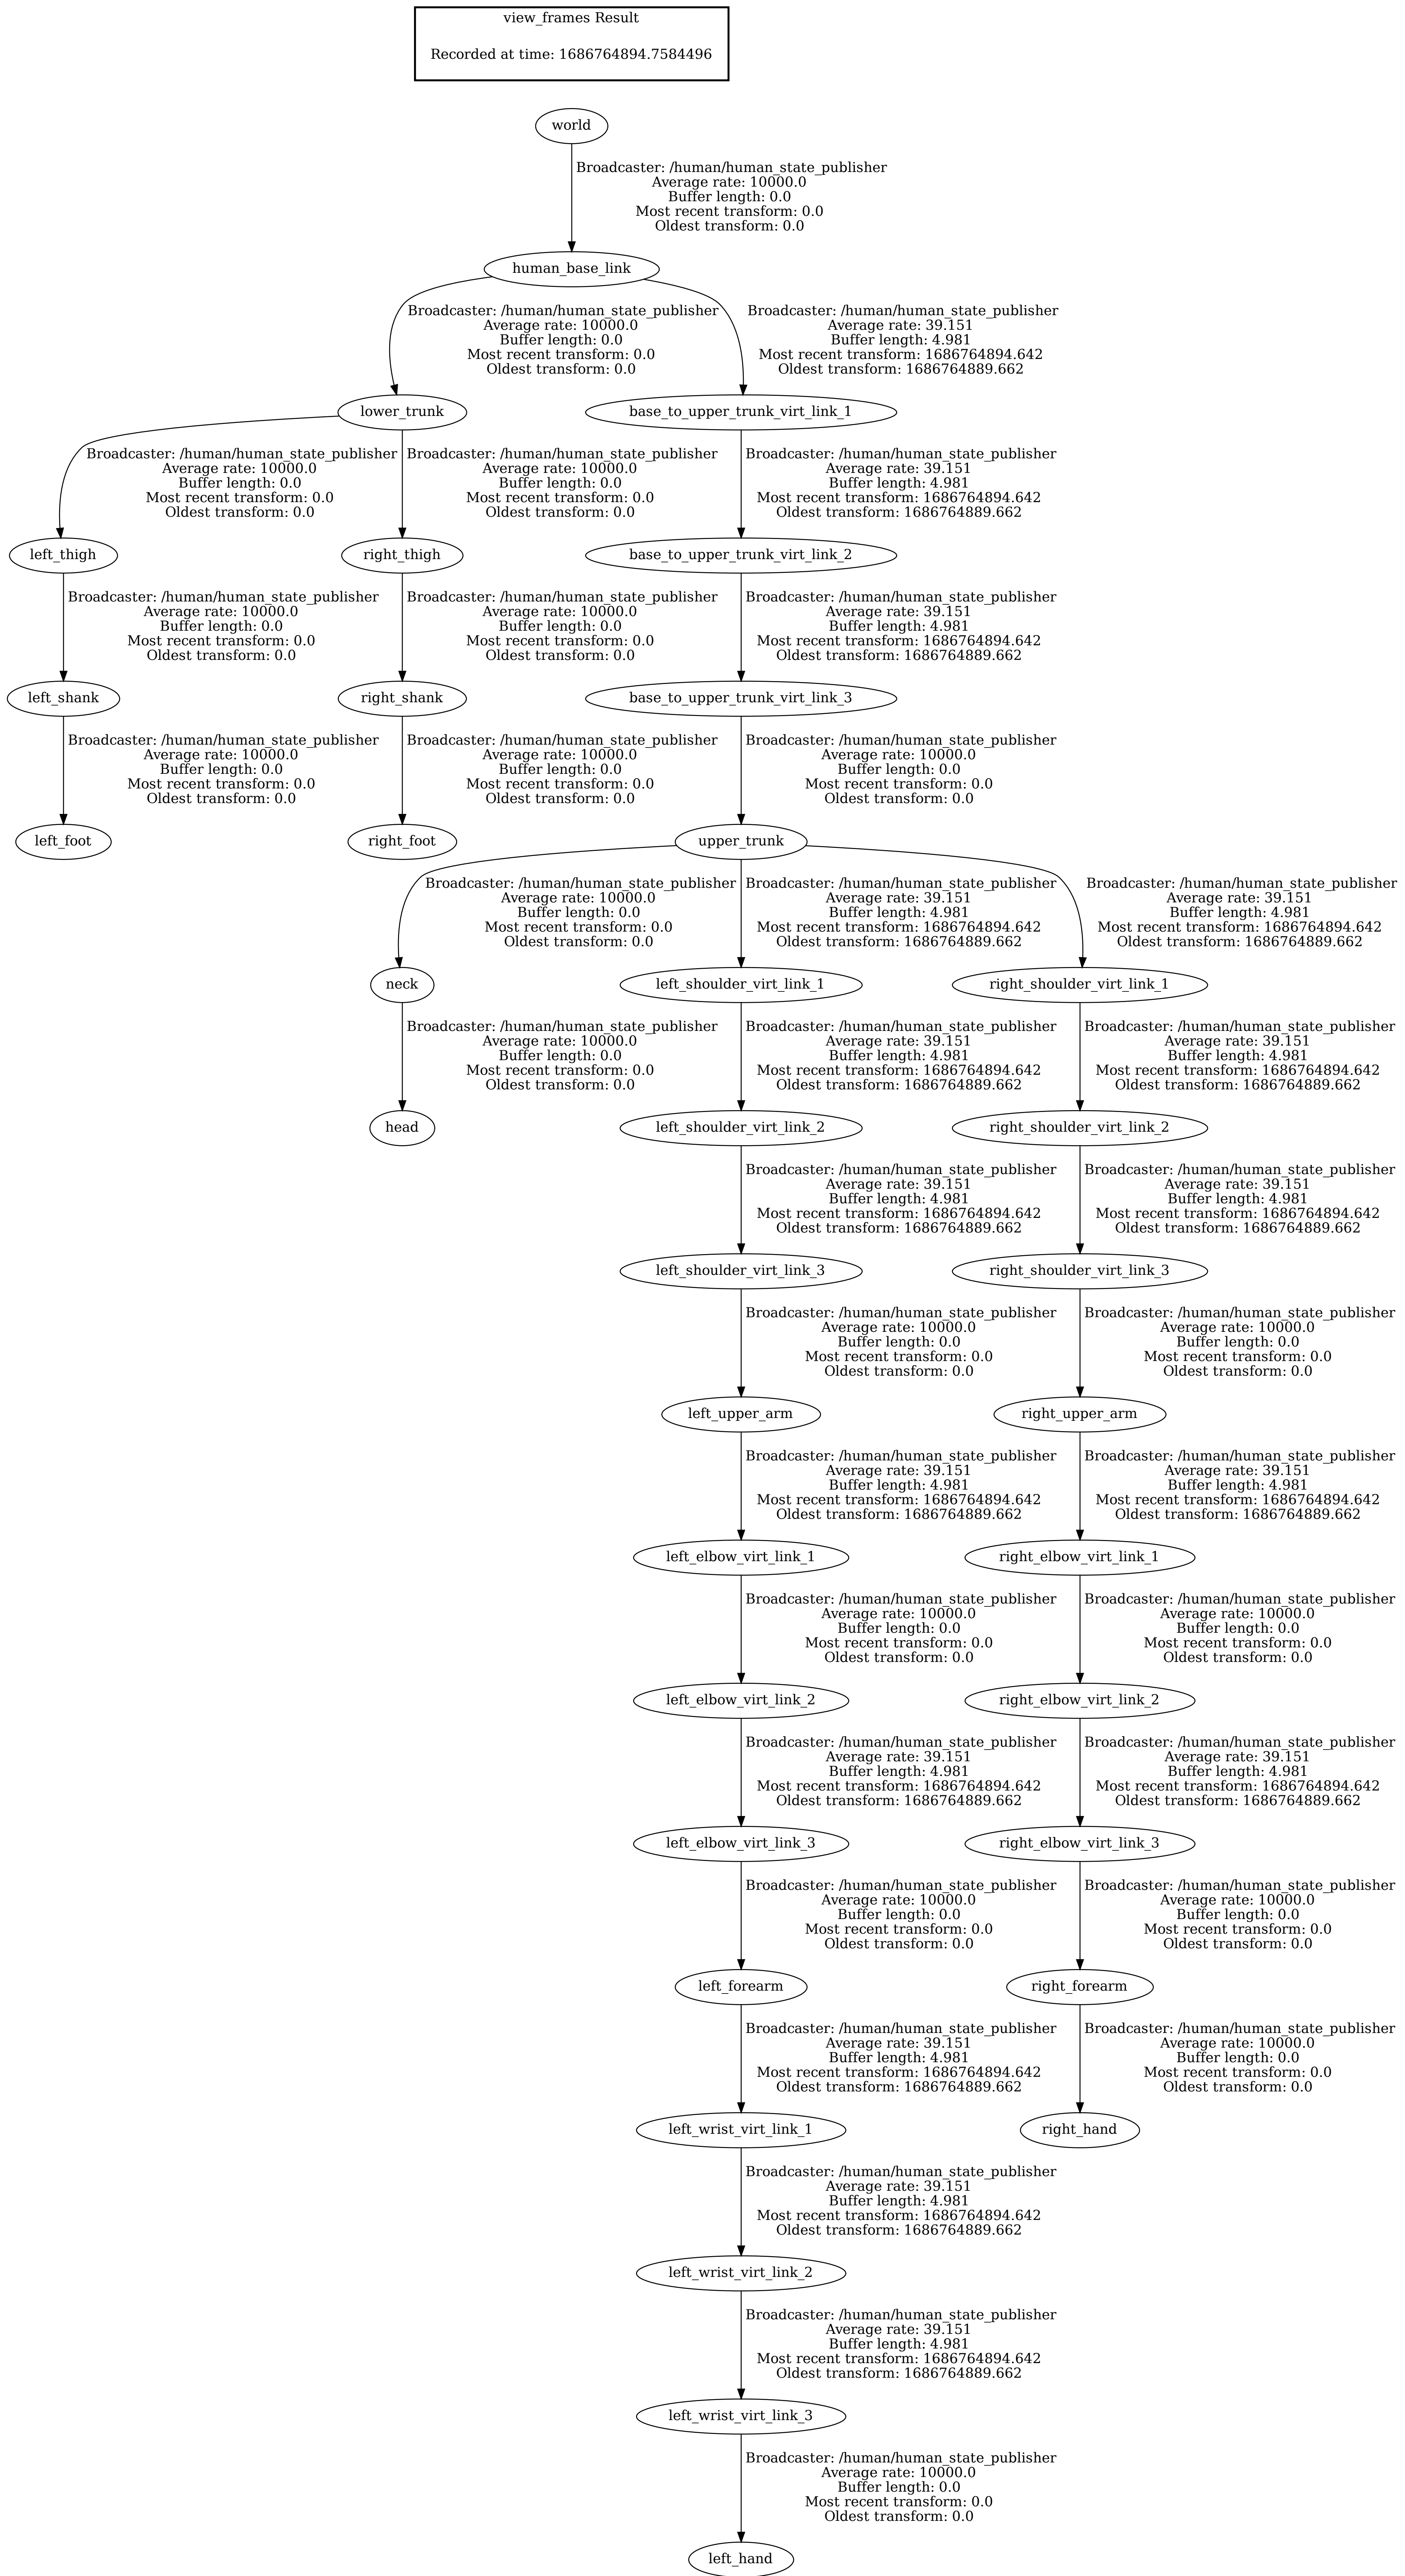 view_frames Result
Recorded at time: 1686764894.7584496
world
Broadcaster: /human/human_state_publisher
Average rate: 10000.0
Buffer length: 0.0
Most recent transform: 0.0
Oldest transform: 0.0
human_base_link
Broadcaster: /human/human_state_publisher
Average rate: 10000.0
Buffer length: 0.0
Most recent transform: 0.0
Oldest transform: 0.0
Broadcaster: /human/human_state_publisher
Average rate: 39.151
Buffer length: 4.981
Most recent transform: 1686764894.642
Oldest transform: 1686764889.662
lower_trunk
base_to_upper_trunk_virt_link_1
Broadcaster: /human/human_state_publisher
Average rate: 10000.0
Buffer length: 0.0
Most recent transform: 0.0
Oldest transform: 0.0
Broadcaster: /human/human_state_publisher
Average rate: 10000.0
Buffer length: 0.0
Most recent transform: 0.0
Oldest transform: 0.0
Broadcaster: /human/human_state_publisher
Average rate: 39.151
Buffer length: 4.981
Most recent transform: 1686764894.642
Oldest transform: 1686764889.662
left_thigh
right_thigh
base_to_upper_trunk_virt_link_2
Broadcaster: /human/human_state_publisher
Average rate: 10000.0
Buffer length: 0.0
Most recent transform: 0.0
Oldest transform: 0.0
Broadcaster: /human/human_state_publisher
Average rate: 10000.0
Buffer length: 0.0
Most recent transform: 0.0
Oldest transform: 0.0
Broadcaster: /human/human_state_publisher
Average rate: 39.151
Buffer length: 4.981
Most recent transform: 1686764894.642
Oldest transform: 1686764889.662
left_shank
right_shank
base_to_upper_trunk_virt_link_3
Broadcaster: /human/human_state_publisher
Average rate: 10000.0
Buffer length: 0.0
Most recent transform: 0.0
Oldest transform: 0.0
Broadcaster: /human/human_state_publisher
Average rate: 10000.0
Buffer length: 0.0
Most recent transform: 0.0
Oldest transform: 0.0
Broadcaster: /human/human_state_publisher
Average rate: 10000.0
Buffer length: 0.0
Most recent transform: 0.0
Oldest transform: 0.0
left_foot
right_foot
upper_trunk
Broadcaster: /human/human_state_publisher
Average rate: 10000.0
Buffer length: 0.0
Most recent transform: 0.0
Oldest transform: 0.0
Broadcaster: /human/human_state_publisher
Average rate: 39.151
Buffer length: 4.981
Most recent transform: 1686764894.642
Oldest transform: 1686764889.662
Broadcaster: /human/human_state_publisher
Average rate: 39.151
Buffer length: 4.981
Most recent transform: 1686764894.642
Oldest transform: 1686764889.662
neck
left_shoulder_virt_link_1
right_shoulder_virt_link_1
Broadcaster: /human/human_state_publisher
Average rate: 10000.0
Buffer length: 0.0
Most recent transform: 0.0
Oldest transform: 0.0
Broadcaster: /human/human_state_publisher
Average rate: 39.151
Buffer length: 4.981
Most recent transform: 1686764894.642
Oldest transform: 1686764889.662
Broadcaster: /human/human_state_publisher
Average rate: 39.151
Buffer length: 4.981
Most recent transform: 1686764894.642
Oldest transform: 1686764889.662
head
left_shoulder_virt_link_2
right_shoulder_virt_link_2
Broadcaster: /human/human_state_publisher
Average rate: 39.151
Buffer length: 4.981
Most recent transform: 1686764894.642
Oldest transform: 1686764889.662
Broadcaster: /human/human_state_publisher
Average rate: 39.151
Buffer length: 4.981
Most recent transform: 1686764894.642
Oldest transform: 1686764889.662
left_shoulder_virt_link_3
right_shoulder_virt_link_3
Broadcaster: /human/human_state_publisher
Average rate: 10000.0
Buffer length: 0.0
Most recent transform: 0.0
Oldest transform: 0.0
Broadcaster: /human/human_state_publisher
Average rate: 10000.0
Buffer length: 0.0
Most recent transform: 0.0
Oldest transform: 0.0
left_upper_arm
right_upper_arm
Broadcaster: /human/human_state_publisher
Average rate: 39.151
Buffer length: 4.981
Most recent transform: 1686764894.642
Oldest transform: 1686764889.662
Broadcaster: /human/human_state_publisher
Average rate: 39.151
Buffer length: 4.981
Most recent transform: 1686764894.642
Oldest transform: 1686764889.662
left_elbow_virt_link_1
right_elbow_virt_link_1
Broadcaster: /human/human_state_publisher
Average rate: 10000.0
Buffer length: 0.0
Most recent transform: 0.0
Oldest transform: 0.0
Broadcaster: /human/human_state_publisher
Average rate: 10000.0
Buffer length: 0.0
Most recent transform: 0.0
Oldest transform: 0.0
left_elbow_virt_link_2
right_elbow_virt_link_2
Broadcaster: /human/human_state_publisher
Average rate: 39.151
Buffer length: 4.981
Most recent transform: 1686764894.642
Oldest transform: 1686764889.662
Broadcaster: /human/human_state_publisher
Average rate: 39.151
Buffer length: 4.981
Most recent transform: 1686764894.642
Oldest transform: 1686764889.662
left_elbow_virt_link_3
right_elbow_virt_link_3
Broadcaster: /human/human_state_publisher
Average rate: 10000.0
Buffer length: 0.0
Most recent transform: 0.0
Oldest transform: 0.0
Broadcaster: /human/human_state_publisher
Average rate: 10000.0
Buffer length: 0.0
Most recent transform: 0.0
Oldest transform: 0.0
left_forearm
right_forearm
Broadcaster: /human/human_state_publisher
Average rate: 39.151
Buffer length: 4.981
Most recent transform: 1686764894.642
Oldest transform: 1686764889.662
Broadcaster: /human/human_state_publisher
Average rate: 10000.0
Buffer length: 0.0
Most recent transform: 0.0
Oldest transform: 0.0
left_wrist_virt_link_1
right_hand
Broadcaster: /human/human_state_publisher
Average rate: 39.151
Buffer length: 4.981
Most recent transform: 1686764894.642
Oldest transform: 1686764889.662
left_wrist_virt_link_2
Broadcaster: /human/human_state_publisher
Average rate: 39.151
Buffer length: 4.981
Most recent transform: 1686764894.642
Oldest transform: 1686764889.662
left_wrist_virt_link_3
Broadcaster: /human/human_state_publisher
Average rate: 10000.0
Buffer length: 0.0
Most recent transform: 0.0
Oldest transform: 0.0
left_hand